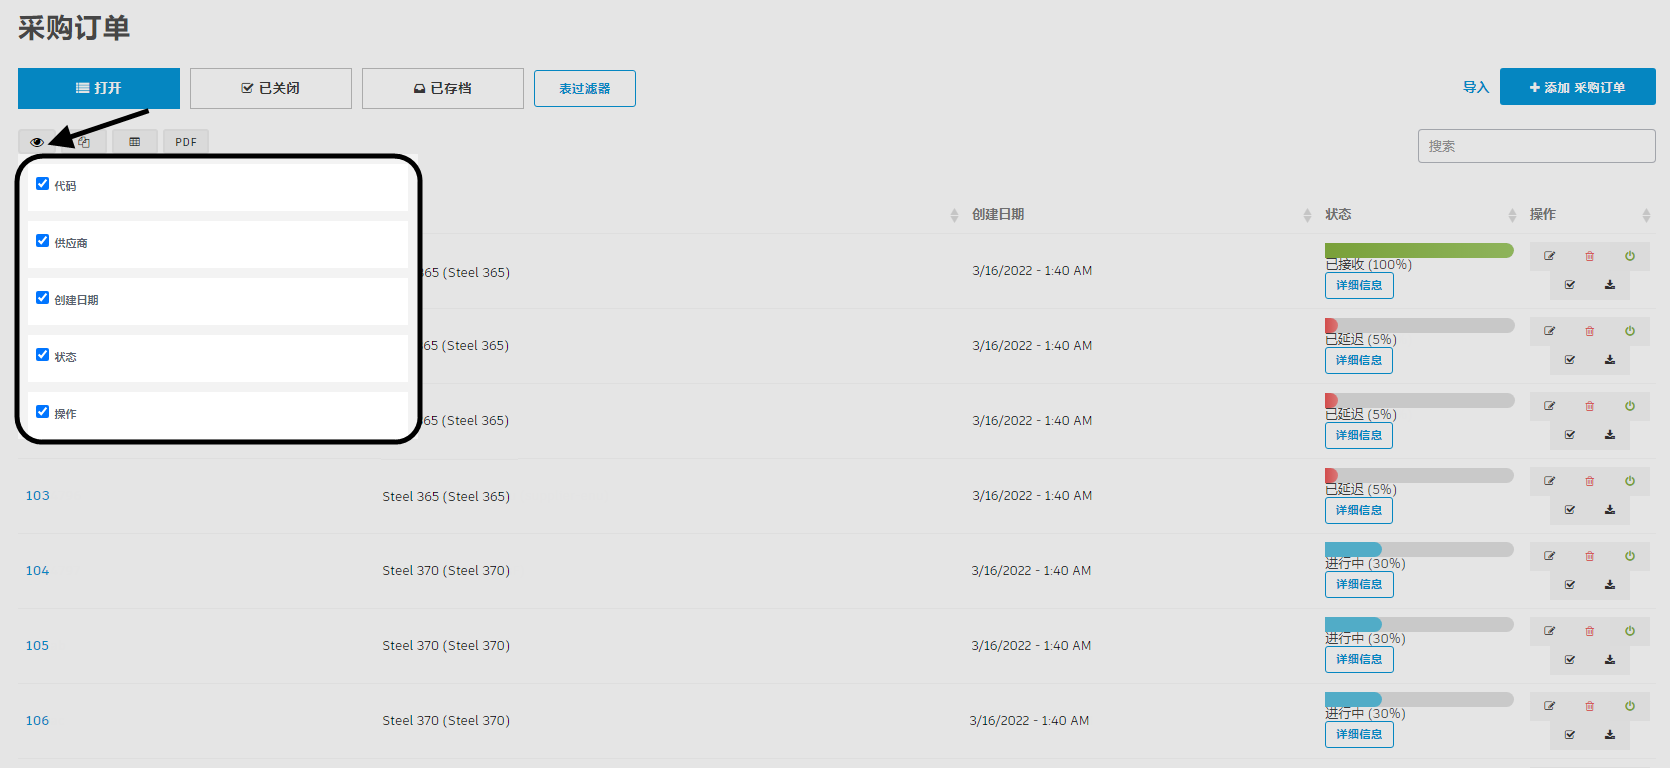 采购订单
打开 已关闭 已存档 表过滤器 导入 添加 采购订单
PDF 搜索
代码
供应商
创建日期
状态
操作
创建日期 状态 操作
365 (Steel 365) 3/16/2022 - 1:40 AM 已接收 (100%)
详细信息
365 (Steel 365) 3/16/2022 - 1:40 AM 已延迟 (5%)
详细信息
365 (Steel 365) 3/16/2022 - 1:40 AM 已延迟 (5%)
详细信息
103 Steel 365 (Steel 365) 3/16/2022 - 1:40 AM 已延迟 (5%)
详细信息
104 Steel 370 (Steel 370) 3/16/2022 - 1:40 AM 进行中 (30%)
详细信息
105 Steel 370 (Steel 370) 3/16/2022 - 1:40 AM 进行中 (30%)
详细信息
106 Steel 370 (Steel 370) 3/16/2022 - 1:40 AM 进行中 (30%)
详细信息